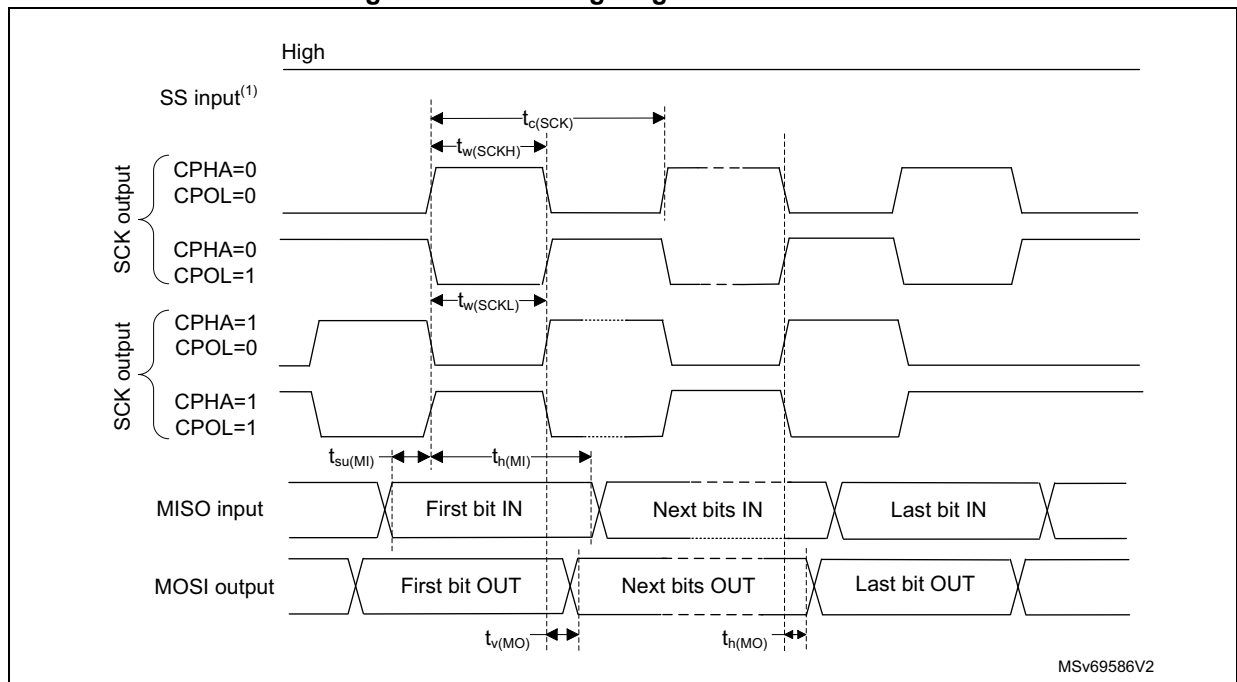 High
SS input(1)
tc(SCK)
tw(SCKH)
SCK output
CPHA=0
CPOL=0
CPHA=0
CPOL=1
tw(SCKL)
SCK output
CPHA=1
CPOL=0
CPHA=1
CPOL=1
tsu(MI)
th(MI)
MISO input
First bit IN
Next bits IN
Last bit IN
MOSI output
First bit OUT
Next bits OUT
Last bit OUT
tv(MO)
th(MO)
MSv69586V2